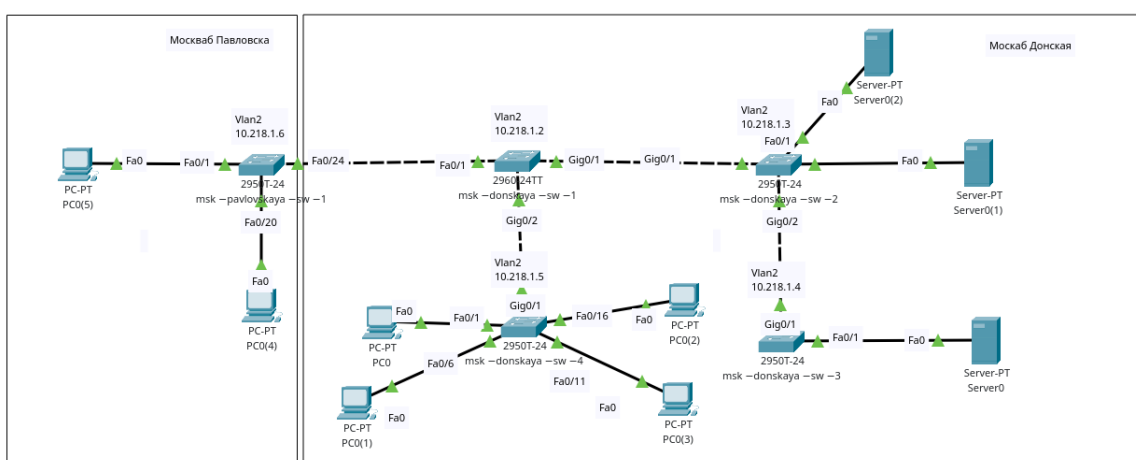 Москваб Павловска
Москаб Донская
Vlan2
10.218.1.6
Fa0
Fa0/1
Fa0/24
PC-PT
PC0(5)
2950T-24
msk −pavlovskaya −sw −1
Fa0/20
Fa0
PC-PT
PC0(4)
Vlan2
10.218.1.2
Fa0/1
Gig0/1
2960-24TT
msk −donskaya −sw −1
Gig0/2
Vlan2
10.218.1.3
Gig0/1
Fa0/1
2950T-24
msk −donskaya −sw −2
Gig0/2
Fa0
Server-PT
Server0(2)
Fa0
Server-PT
Server0(1)
Vlan2
10.218.1.5
Gig0/1
2950T-24
msk −donskaya −sw −4
Fa0
Fa0/1
PC-PT
PC0
Fa0/16
Fa0
PC-PT
PC0(2)
Fa0/6
Fa0
PC-PT
PC0(1)
Fa0/11
Fa0
PC-PT
PC0(3)
Vlan2
10.218.1.4
Gig0/1
2950T-24
msk −donskaya −sw −3
Fa0/1
Fa0
Server-PT
Server0